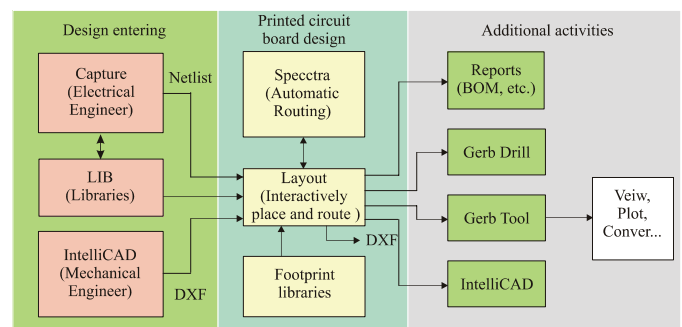 Design entering
Capture
(Electrical
Engineer)
Netlist
LIB
(Libraries)
IntelliCAD
(Mechanical
Engineer)
DXF
Printed circuit
board design
Specctra
(Automatic
Routing)
Layout
(Interactively
place and route )
DXF
Footprint
libraries
Additional activities
Reports
(BOM, etc.)
Gerb Drill
Gerb Tool
IntelliCAD
Veiw,
Plot,
Conver...